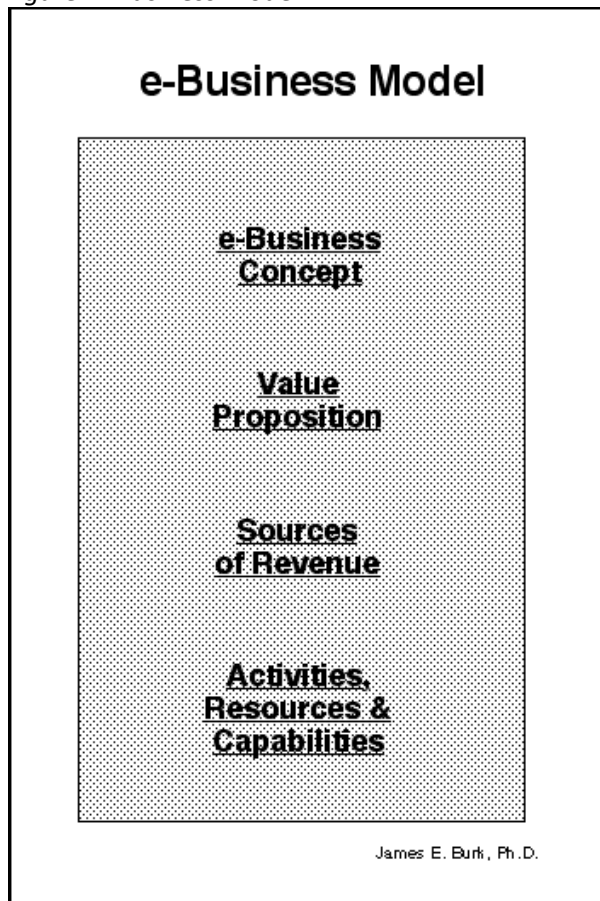 e-Business Model
e-Business
Concept
Value
Proposition
Sources
of Revenue
Activities,
Resources &
Capabilities
James E. Burk, Ph.D.